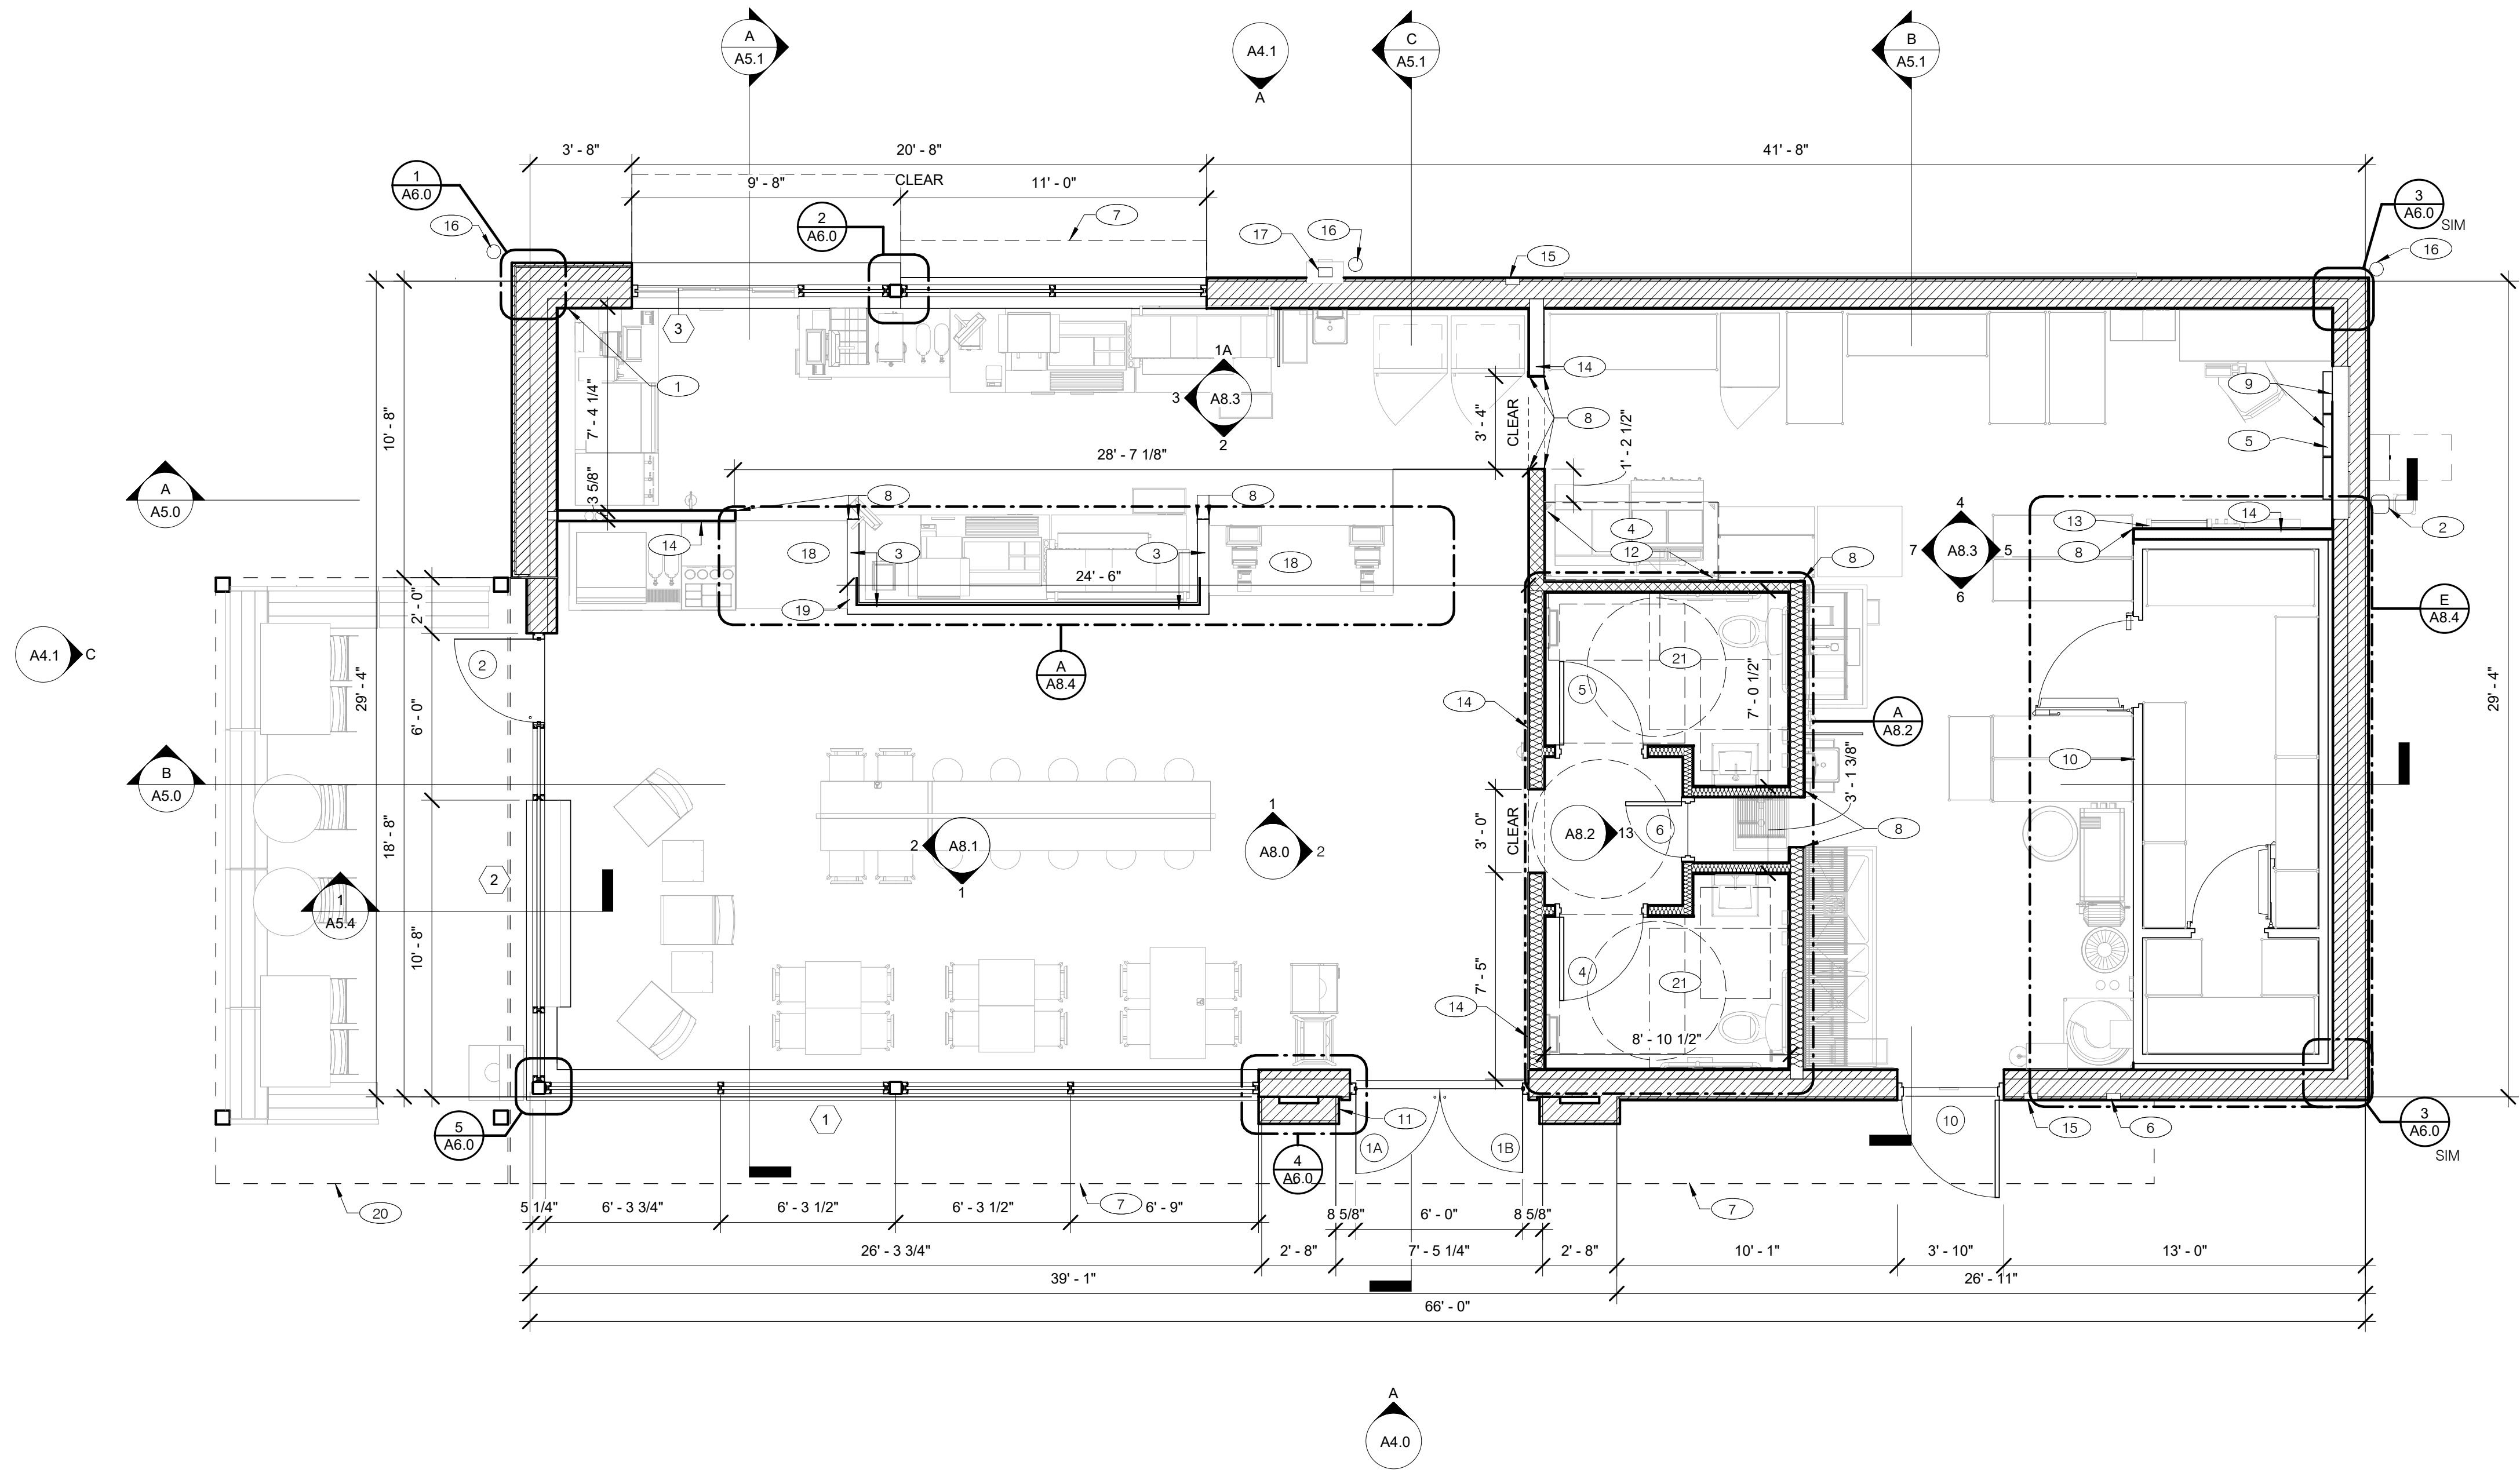 A
A5.1
A4.1
A
C
A5.1
B
A5.1
3' - 8"
20' - 8"
41' - 8"
9' - 8"
CLEAR
11' - 0"
1
A6.0
16
2
A6.0
7
17
16
15
3
A6.0
SIM
16
3
1
14
8
9
5
1A
3
A8.3
2
7' - 4 1/4"
3 5/8"
3' - 4"
CLEAR
1' - 2 1/2"
28' - 7 1/8"
10' - 8"
A
A5.0
8
8
14
18
3
3
18
24' - 6"
19
4
12
8
13
14
8
2
4
7
A8.3
5
6
E
A8.4
A4.1
C
2' - 0"
2
29' - 4"
6' - 0"
A
A8.4
21
5
7' - 0 1/2"
14
A
A8.2
29' - 4"
10
3' - 1 3/8"
B
A5.0
18' - 8"
2
1
A5.4
10' - 8"
2
A8.1
1
1
A8.0
2
3' - 0"
CLEAR
A8.2
13
6
8
7' - 5"
14
4
21
8' - 10 1/2"
5
A6.0
1
11
4
A6.0
1A
1B
10
15
6
3
A6.0
SIM
20
7
7
5 1/4"
6' - 3 3/4"
6' - 3 1/2"
6' - 3 1/2"
6' - 9"
8 5/8"
6' - 0"
8 5/8"
26' - 3 3/4"
2' - 8"
7' - 5 1/4"
2' - 8"
10' - 1"
3' - 10"
13' - 0"
39' - 1"
26' - 11"
66' - 0"
A
A4.0